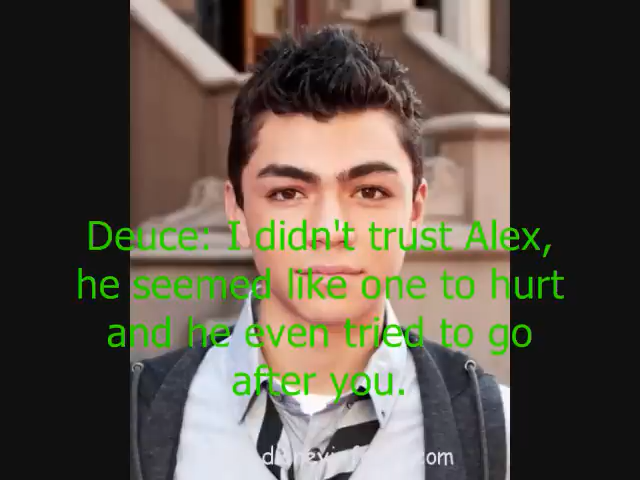 Deuce: I didn't trust Alex,
he seemed like one to hurt
and he even tried to go
after you.